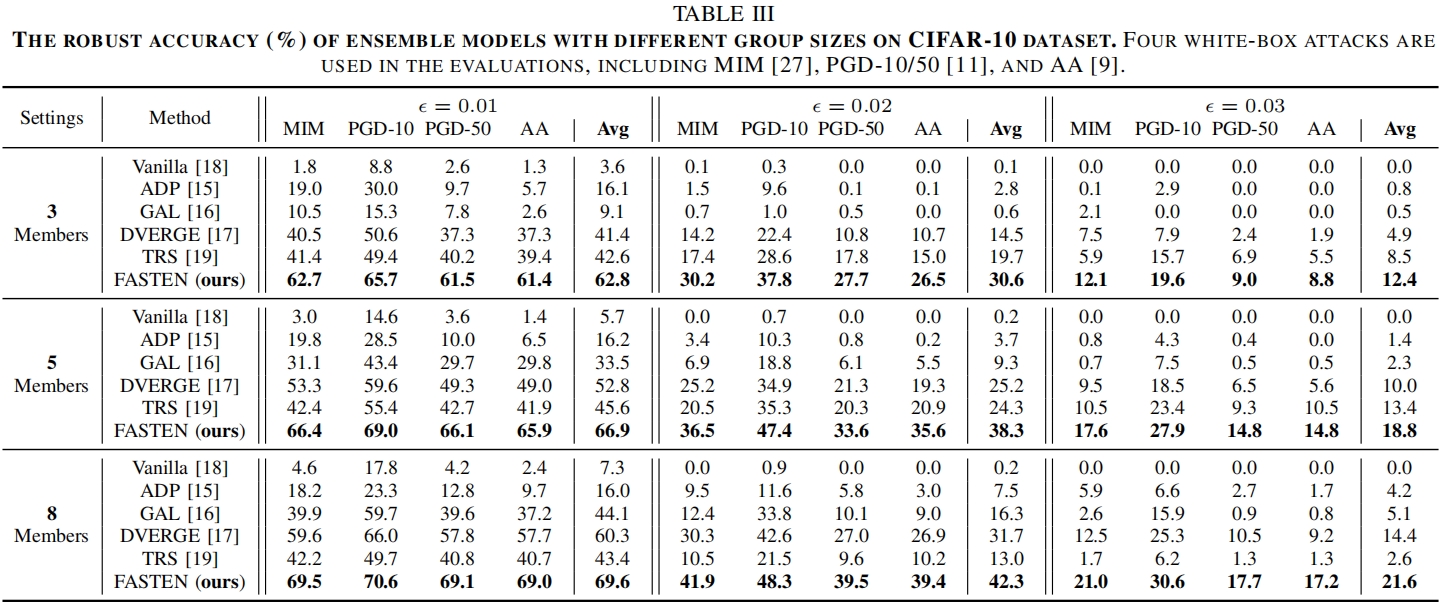 TABLE III
THE ROBUST ACCURACY (%) OF ENSEMBLE MODELS WITH DIFFERENT GROUP SIZES ON CIFAR-10 DATASET. FOUR WHITE-BOX ATTACKS ARE
USED IN THE EVALUATIONS, INCLUDING MIM [27], PGD-10/50 [11], AND AA [9].
Settings Method ϵ = 0.01 ϵ = 0.02 ϵ = 0.03
MIM PGD-10 PGD-50 AA Avg MIM PGD-10 PGD-50 AA Avg MIM PGD-10 PGD-50 AA Avg
Vanilla [18] 1.8 8.8 2.6 1.3 3.6 0.1 0.3 0.0 0.0 0.1 0.0 0.0 0.0 0.0 0.0
ADP [15] 19.0 30.0 9.7 5.7 16.1 1.5 9.6 0.1 0.1 2.8 0.1 2.9 0.0 0.0 0.8
3 GAL [16] 10.5 15.3 7.8 2.6 9.1 0.7 1.0 0.5 0.0 0.6 2.1 0.0 0.0 0.0 0.5
Members DVERGE [17] 40.5 50.6 37.3 37.3 41.4 14.2 22.4 10.8 10.7 14.5 7.5 7.9 2.4 1.9 4.9
TRS [19] 41.4 49.4 40.2 39.4 42.6 17.4 28.6 17.8 15.0 19.7 5.9 15.7 6.9 5.5 8.5
FASTEN (ours) 62.7 65.7 61.5 61.4 62.8 30.2 37.8 27.7 26.5 30.6 12.1 19.6 9.0 8.8 12.4
Vanilla [18] 3.0 14.6 3.6 1.4 5.7 0.0 0.7 0.0 0.0 0.2 0.0 0.0 0.0 0.0 0.0
ADP [15] 19.8 28.5 10.0 6.5 16.2 3.4 10.3 0.8 0.2 3.7 0.8 4.3 0.4 0.0 1.4
5 GAL [16] 31.1 43.4 29.7 29.8 33.5 6.9 18.8 6.1 5.5 9.3 0.7 7.5 0.5 0.5 2.3
Members DVERGE [17] 53.3 59.6 49.3 49.0 52.8 25.2 34.9 21.3 19.3 25.2 9.5 18.5 6.5 5.6 10.0
TRS [19] 42.4 55.4 42.7 41.9 45.6 20.5 35.3 20.3 20.9 24.3 10.5 23.4 9.3 10.5 13.4
FASTEN (ours) 66.4 69.0 66.1 65.9 66.9 36.5 47.4 33.6 35.6 38.3 17.6 27.9 14.8 14.8 18.8
Vanilla [18] 4.6 17.8 4.2 2.4 7.3 0.0 0.9 0.0 0.0 0.2 0.0 0.0 0.0 0.0 0.0
ADP [15] 18.2 23.3 12.8 9.7 16.0 9.5 11.6 5.8 3.0 7.5 5.9 6.6 2.7 1.7 4.2
8 GAL [16] 39.9 59.7 39.6 37.2 44.1 12.4 33.8 10.1 9.0 16.3 2.6 15.9 0.9 0.8 5.1
Members DVERGE [17] 59.6 66.0 57.8 57.7 60.3 30.3 42.6 27.0 26.9 31.7 12.5 25.3 10.5 9.2 14.4
TRS [19] 42.2 49.7 40.8 40.7 43.4 10.5 21.5 9.6 10.2 13.0 1.7 6.2 1.3 1.3 2.6
FASTEN (ours) 69.5 70.6 69.1 69.0 69.6 41.9 48.3 39.5 39.4 42.3 21.0 30.6 17.7 17.2 21.6